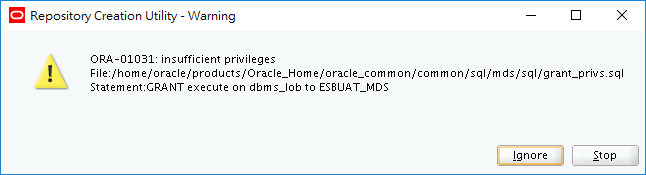 Repository Creation Utility - Warning
ORA-01031: insufficient privileges
File:/home/oracle/products/Oracle_Home/oracle_common/common/sql/mds/sql/grant_privs.sql
Statement:GRANT execute on dbms_lob to ESBUAT_MDS
Ignore
Stop